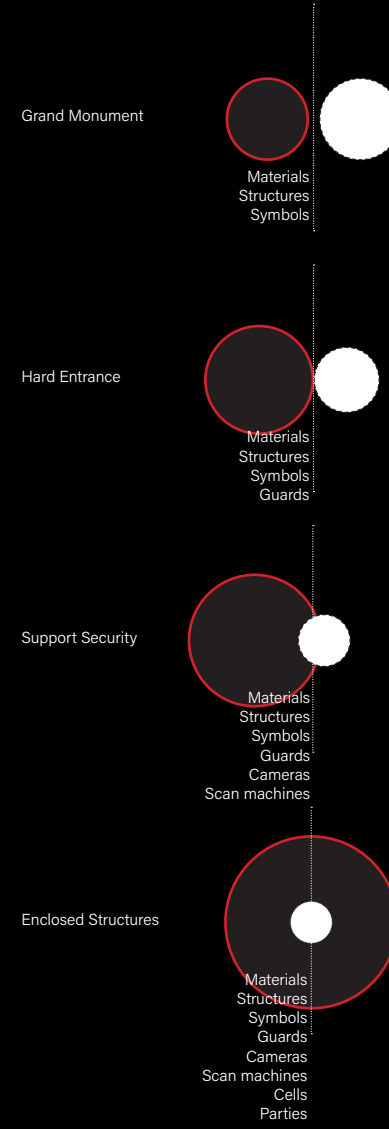 Grand Monument
Materials
Structures
Symbols
Hard Entrance
Materials
Structures
Symbols
Guards
Support Security
Materials
Structures
Symbols
Guards
Cameras
Scan machines
Enclosed Structures
Materials
Structures
Symbols
Guards
Cameras
Scan machines
Cells
Parties